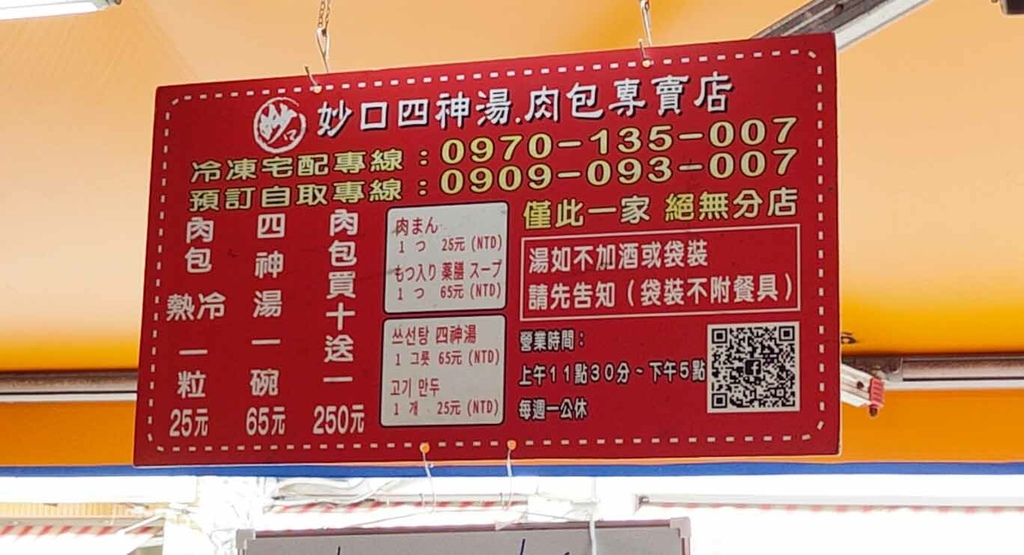 妙口
妙口四神湯.肉包專賣店
冷凍宅配專線：0970-135-007
預訂自取專線：0909-093-007
僅此一家 絕無分店
肉包 熱冷 一粒 25元
四神湯 一碗 65元
肉包買十送一 250元
肉まん
1 つ 25元 (NTD)
もつ入り 薬膳 スープ
1 つ 65元 (NTD)
쓰선탕 四神湯
1 그릇 65元 (NTD)
고기 만두
1 개 25元 (NTD)
湯如不加酒或袋裝
請先告知（袋裝不附餐具）
營業時間：
上午11點30分~下午5點
每週一公休